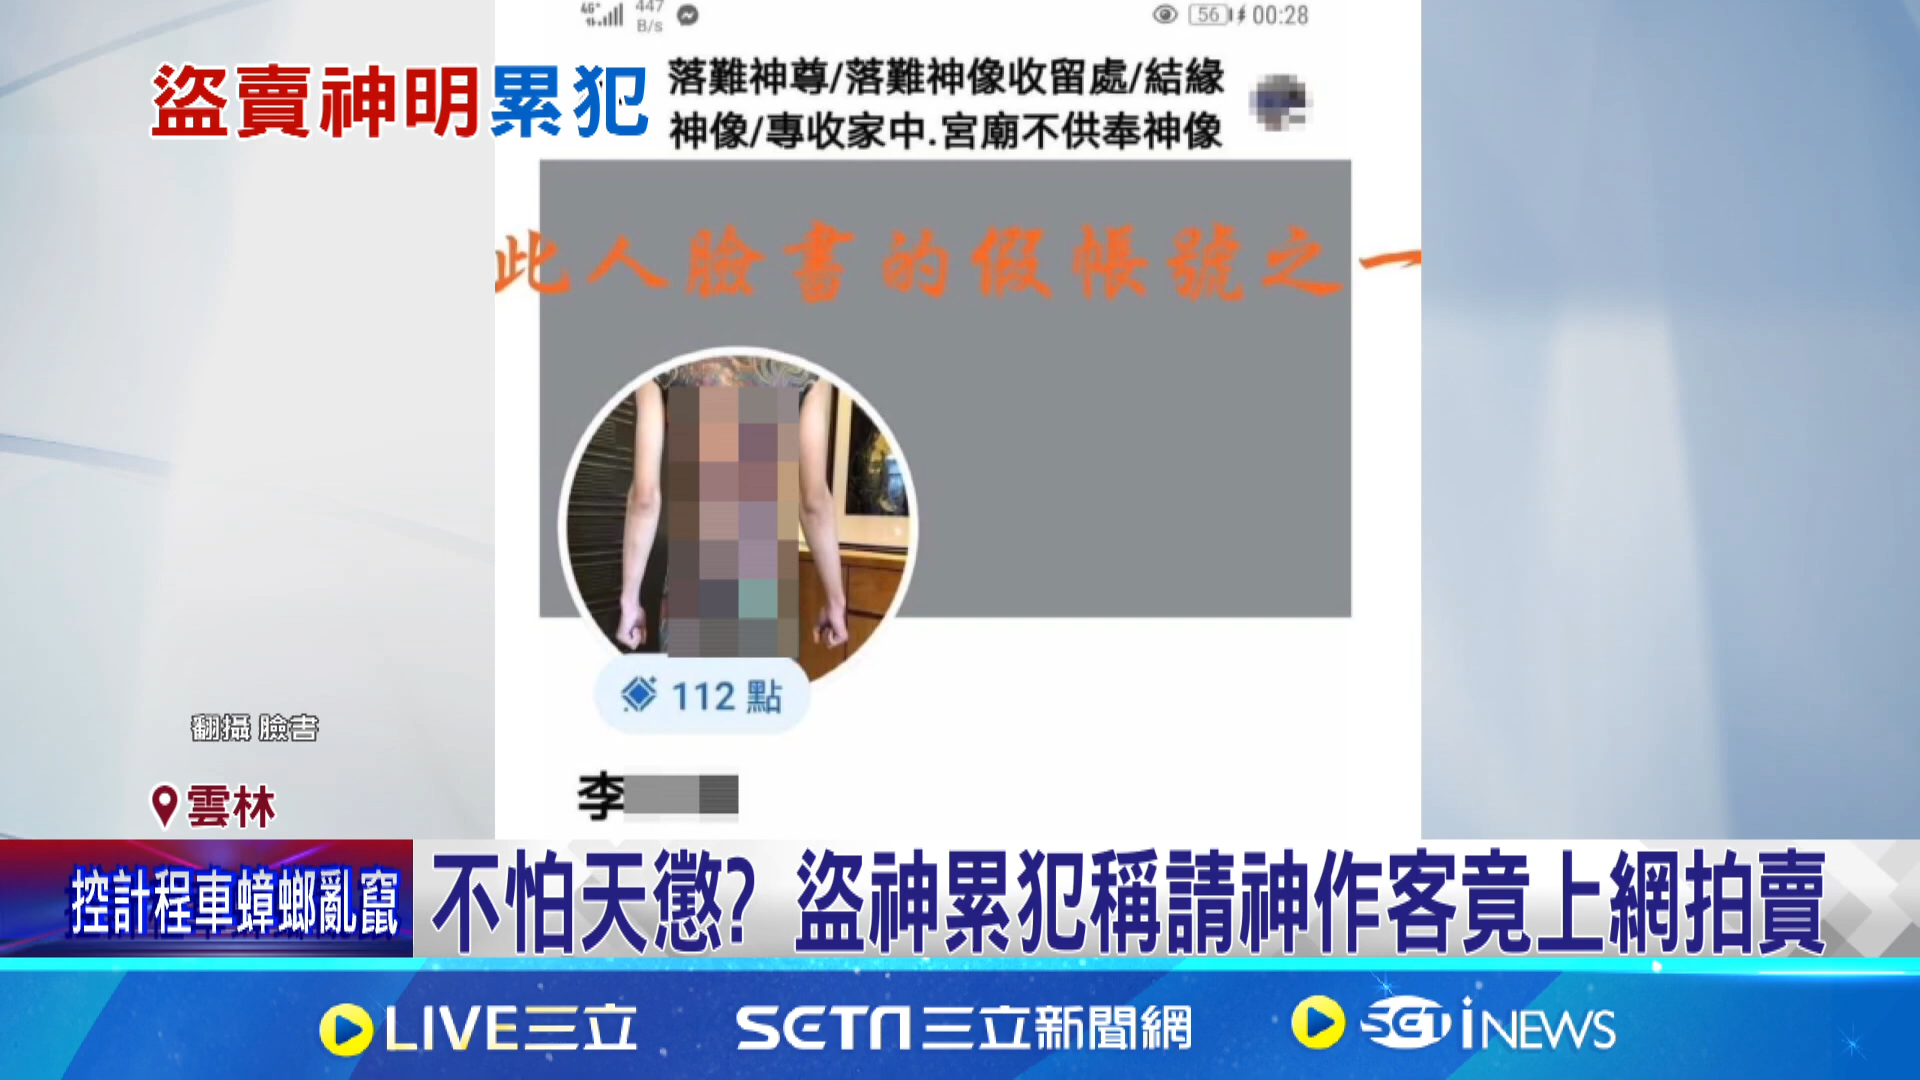 4G 447 B/s 56 00:28
盜賣神明累犯
落難神尊/落難神像收留處/結緣
神像/專收家中.宮廟不供奉神像
此人臉書的假帳號之一
112 點
翻攝 臉書
李
雲林
控計程車蟑螂亂竄
不怕天懲? 盜神累犯稱請神作客竟上網拍賣
LIVE三立 SETN三立新聞網 SET iNEWS